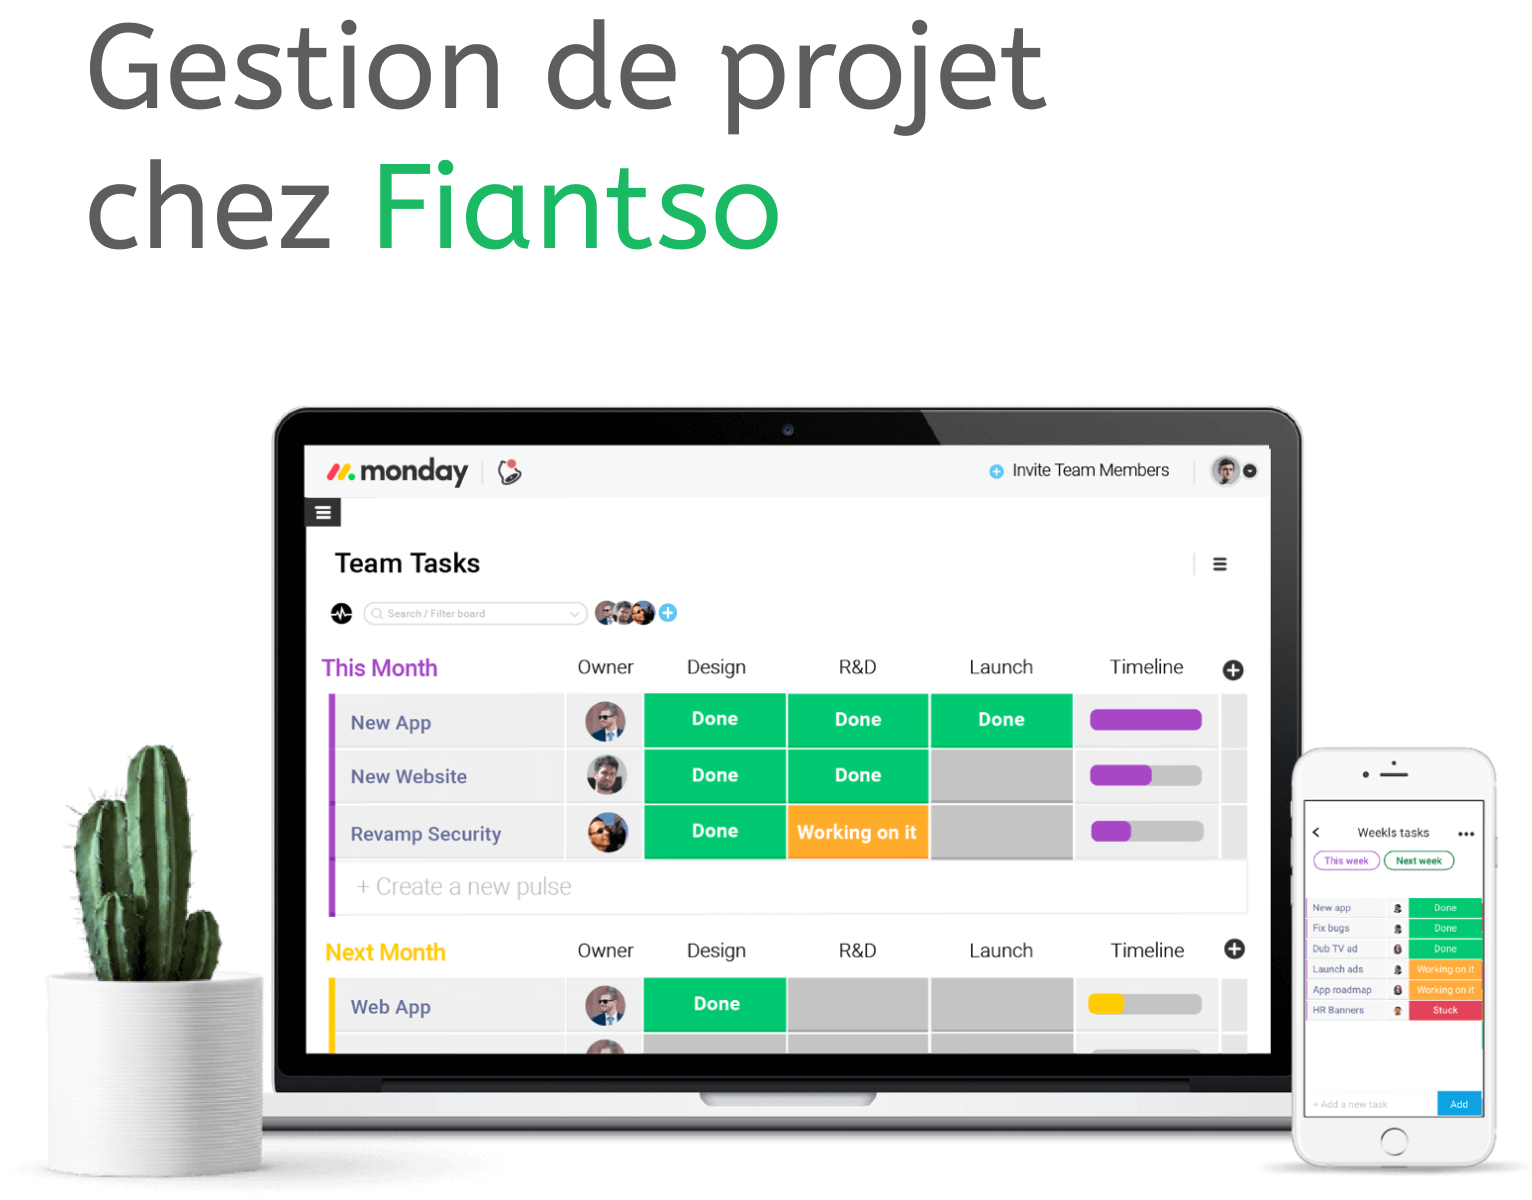 Gestion de projet
chez Fiantso
monday
Invite Team Members
Team Tasks
Search / Filter board
This Month Owner Design R&D Launch Timeline
New App Done Done Done
New Website Done Done
Revamp Security Done Working on it
+ Create a new pulse
Next Month Owner Design R&D Launch Timeline
Web App Done
Weekls tasks
This week Next week
New app Done
Fix bugs Done
Dub TV ad Done
Launch ads Working on it
App roadmap Working on it
HR Banners Stuck
+ Add a new task Add